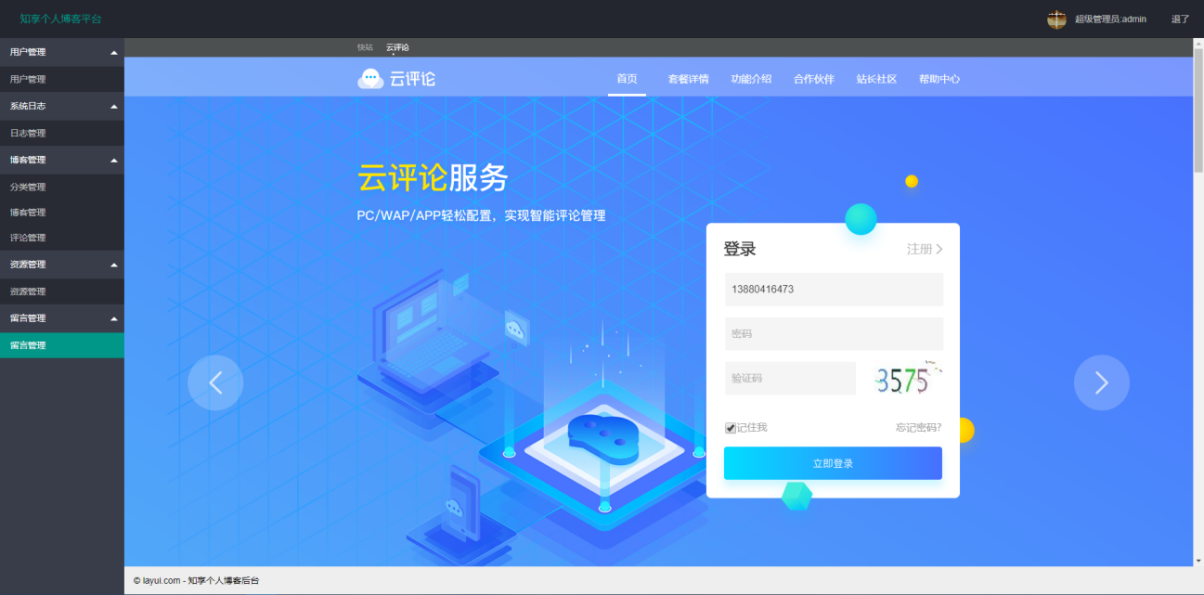 知享个人博客平台
超级管理员:admin
退了
用户管理
用户管理
系统日志
日志管理
博客管理
分类管理
博客管理
评论管理
资源管理
资源管理
留言管理
留言管理
快站 云评论
云评论
首页 套餐详情 功能介绍 合作伙伴 站长社区 帮助中心
云评论服务
PC/WAP/APP轻松配置，实现智能评论管理
登录 注册
13880416473
密码
验证码 3575
记住我 忘记密码?
立即登录
© layui.com - 知享个人博客后台